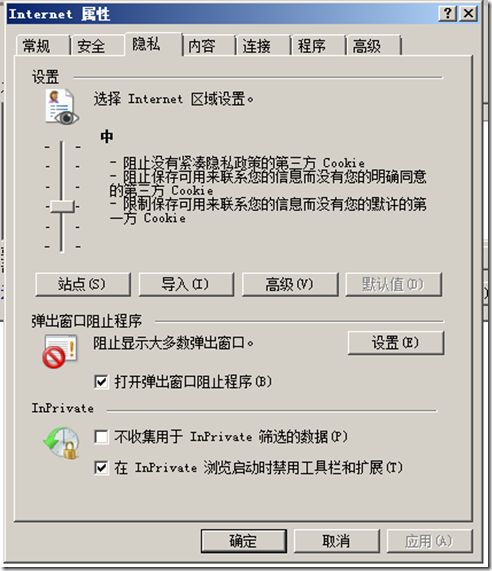 Internet 属性
常规 安全 隐私 内容 连接 程序 高级
设置
选择 Internet 区域设置。
中
- 阻止没有紧凑隐私政策的第三方 Cookie
- 阻止保存可用来联系您的信息而没有您的明确同意
的第三方 Cookie
- 限制保存可用来联系您的信息而没有您的默许的第
一方 Cookie
站点(S) 导入(I) 高级(V) 默认值(D)
弹出窗口阻止程序
阻止显示大多数弹出窗口。 设置(E)
打开弹出窗口阻止程序(B)
InPrivate
不收集用于 InPrivate 筛选的数据(P)
在 InPrivate 浏览启动时禁用工具栏和扩展(T)
确定 取消 应用(A)